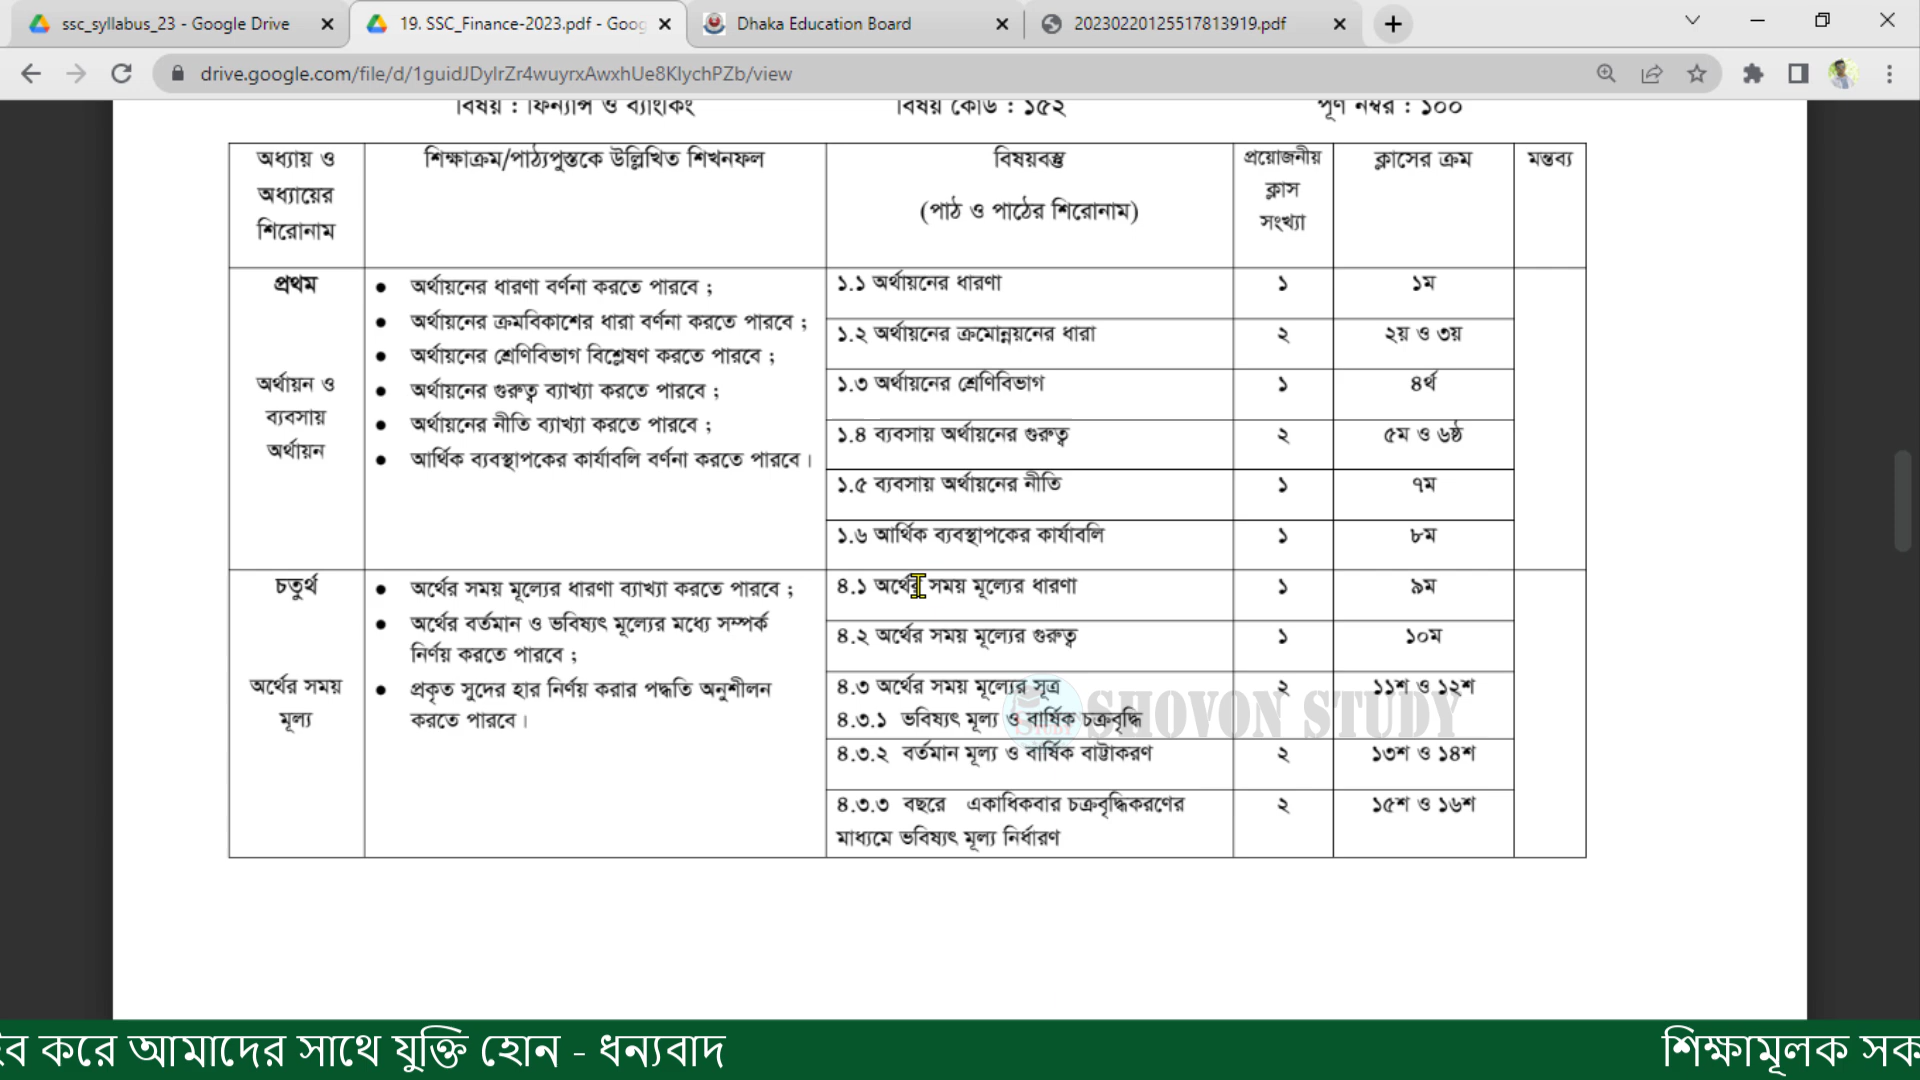 ssc_syllabus_23 - Google Drive
19. SSC_Finance-2023.pdf - Goog
Dhaka Education Board
20230220125517813919.pdf
drive.google.com/file/d/1guidJDylrZr4wuyrxAwxhUe8KlychPZb/view
বিষয় : ফিন্যান্স ও ব্যাংকিং বিষয় কোড : ১৫২ পূর্ণ নম্বর : ১০০
অধ্যায় ও অধ্যায়ের শিরোনাম
শিক্ষাক্রম/পাঠ্যপুস্তকে উল্লিখিত শিখনফল
বিষয়বস্তু
(পাঠ ও পাঠের শিরোনাম)
প্রয়োজনীয় ক্লাস সংখ্যা
ক্লাসের ক্রম
মন্তব্য
প্রথম
অর্থায়ন ও
ব্যবসায়
অর্থায়ন
● অর্থায়নের ধারণা বর্ণনা করতে পারবে ;
● অর্থায়নের ক্রমবিকাশের ধারা বর্ণনা করতে পারবে ;
● অর্থায়নের শ্রেণিবিভাগ বিশ্লেষণ করতে পারবে ;
● অর্থায়নের গুরুত্ব ব্যাখ্যা করতে পারবে ;
● অর্থায়নের নীতি ব্যাখ্যা করতে পারবে ;
● আর্থিক ব্যবস্থাপকের কার্যাবলি বর্ণনা করতে পারবে।
১.১ অর্থায়নের ধারণা ১ ১ম
১.২ অর্থায়নের ক্রমোন্নয়নের ধারা ২ ২য় ও ৩য়
১.৩ অর্থায়নের শ্রেণিবিভাগ ১ ৪র্থ
১.৪ ব্যবসায় অর্থায়নের গুরুত্ব ২ ৫ম ও ৬ষ্ঠ
১.৫ ব্যবসায় অর্থায়নের নীতি ১ ৭ম
১.৬ আর্থিক ব্যবস্থাপকের কার্যাবলি ১ ৮ম
চতুর্থ
অর্থের সময়
মূল্য
● অর্থের সময় মূল্যের ধারণা ব্যাখ্যা করতে পারবে ;
● অর্থের বর্তমান ও ভবিষ্যৎ মূল্যের মধ্যে সম্পর্ক
নির্ণয় করতে পারবে ;
● প্রকৃত সুদের হার নির্ণয় করার পদ্ধতি অনুশীলন
করতে পারবে।
৪.১ অর্থের সময় মূল্যের ধারণা ১ ৯ম
৪.২ অর্থের সময় মূল্যের গুরুত্ব ১ ১০ম
৪.৩ অর্থের সময় মূল্যের সূত্র ২ ১১শ ও ১২শ
৪.৩.১ ভবিষ্যৎ মূল্য ও বার্ষিক চক্রবৃদ্ধি
SHOVON STUDY
৪.৩.২ বর্তমান মূল্য ও বার্ষিক বাট্টাকরণ ২ ১৩শ ও ১৪শ
৪.৩.৩ বছরে একাধিকবার চক্রবৃদ্ধিকরণের ২ ১৫শ ও ১৬শ
মাধ্যমে ভবিষ্যৎ মূল্য নির্ধারণ
করে আমাদের সাথে যুক্তি হোন - ধন্যবাদ শিক্ষামূলক সক